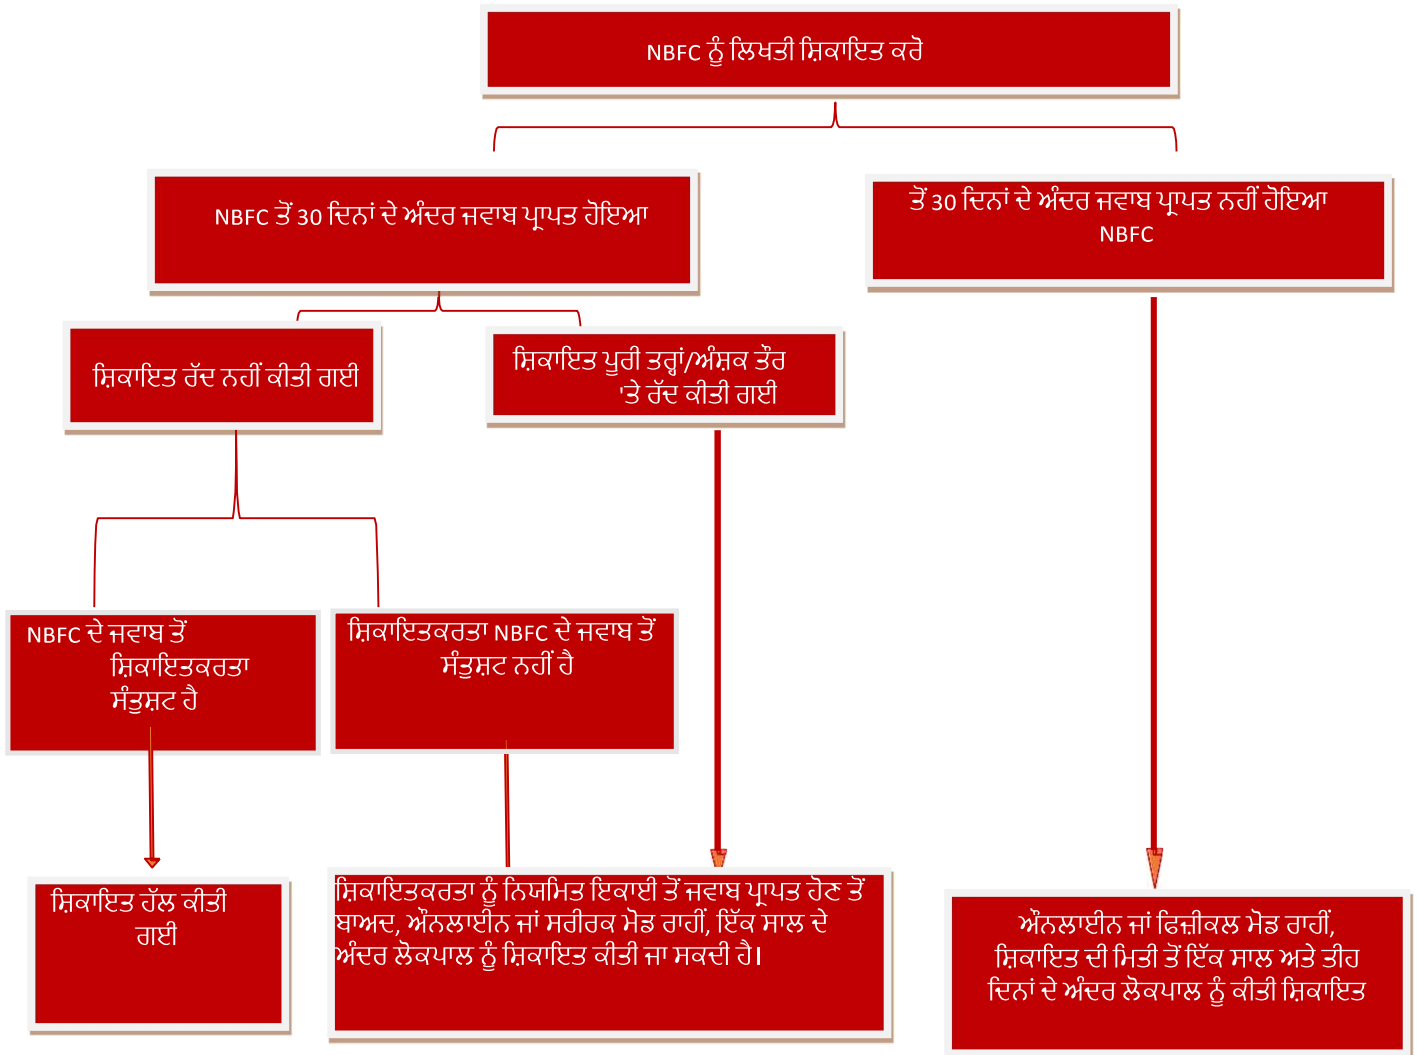 NBFC ਨੂੰ ਲਿਖਤੀ ਸ਼ਿਕਾਇਤ ਕਰੋ
NBFC ਤੋਂ 30 ਦਿਨਾਂ ਦੇ ਅੰਦਰ ਜਵਾਬ ਪ੍ਰਾਪਤ ਹੋਇਆ
ਤੋਂ 30 ਦਿਨਾਂ ਦੇ ਅੰਦਰ ਜਵਾਬ ਪ੍ਰਾਪਤ ਨਹੀਂ ਹੋਇਆ
NBFC
ਸ਼ਿਕਾਇਤ ਰੱਦ ਨਹੀਂ ਕੀਤੀ ਗਈ
ਸ਼ਿਕਾਇਤ ਪੂਰੀ ਤਰ੍ਹਾਂ/ਅੰਸ਼ਕ ਤੌਰ
'ਤੇ ਰੱਦ ਕੀਤੀ ਗਈ
NBFC ਦੇ ਜਵਾਬ ਤੋਂ
ਸ਼ਿਕਾਇਤਕਰਤਾ
ਸੰਤੁਸ਼ਟ ਹੈ
ਸ਼ਿਕਾਇਤਕਰਤਾ NBFC ਦੇ ਜਵਾਬ ਤੋਂ
ਸੰਤੁਸ਼ਟ ਨਹੀਂ ਹੈ
ਸ਼ਿਕਾਇਤ ਹੱਲ ਕੀਤੀ
ਗਈ
ਸ਼ਿਕਾਇਤਕਰਤਾ ਨੂੰ ਨਿਯਮਿਤ ਇਕਾਈ ਤੋਂ ਜਵਾਬ ਪ੍ਰਾਪਤ ਹੋਣ ਤੋਂ
ਬਾਅਦ, ਔਨਲਾਈਨ ਜਾਂ ਸਰੀਰਕ ਮੋਡ ਰਾਹੀਂ, ਇੱਕ ਸਾਲ ਦੇ
ਅੰਦਰ ਲੋਕਪਾਲ ਨੂੰ ਸ਼ਿਕਾਇਤ ਕੀਤੀ ਜਾ ਸਕਦੀ ਹੈ।
ਔਨਲਾਈਨ ਜਾਂ ਫਿਜ਼ੀਕਲ ਮੋਡ ਰਾਹੀਂ,
ਸ਼ਿਕਾਇਤ ਦੀ ਮਿਤੀ ਤੋਂ ਇੱਕ ਸਾਲ ਅਤੇ ਤੀਹ
ਦਿਨਾਂ ਦੇ ਅੰਦਰ ਲੋਕਪਾਲ ਨੂੰ ਕੀਤੀ ਸ਼ਿਕਾਇਤ